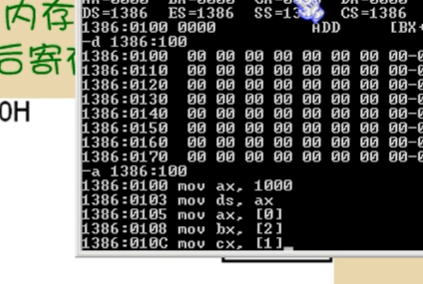 内存
后寄
0H
DS=1386 ES=1386 SS=13 CS=1386
1386:0100 0000 ADD [BX+
-d 1386:100
1386:0100 00 00 00 00 00 00 00 00-0
1386:0110 00 00 00 00 00 00 00 00-0
1386:0120 00 00 00 00 00 00 00 00-0
1386:0130 00 00 00 00 00 00 00 00-0
1386:0140 00 00 00 00 00 00 00 00-0
1386:0150 00 00 00 00 00 00 00 00-0
1386:0160 00 00 00 00 00 00 00 00-0
1386:0170 00 00 00 00 00 00 00 00-0
-a 1386:100
1386:0100 mov ax, 1000
1386:0103 mov ds, ax
1386:0105 mov ax, [0]
1386:0108 mov bx, [2]
1386:010C mov cx, [1]_